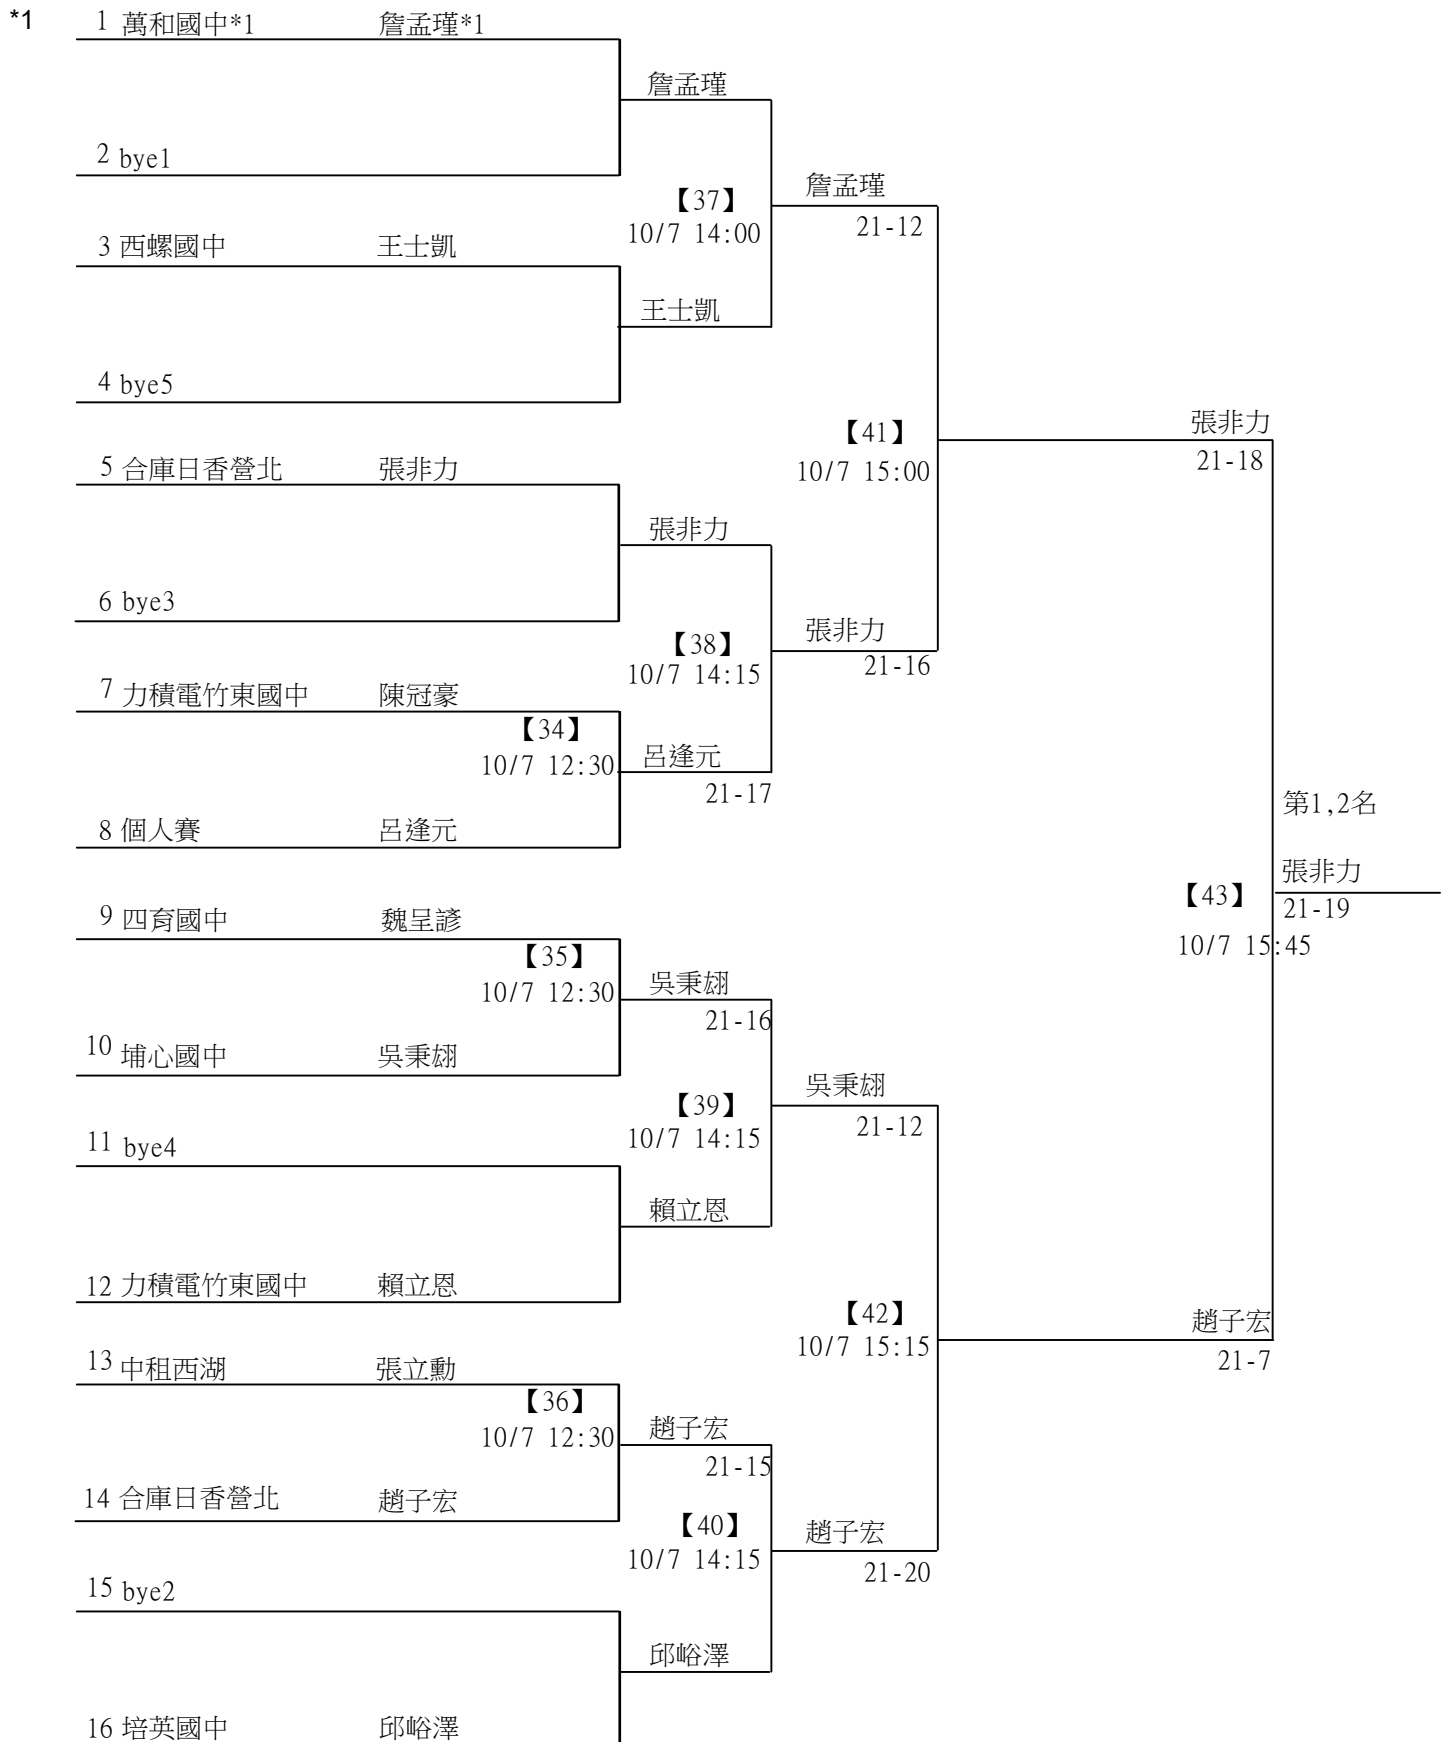 *1
1 萬和國中*1 詹孟瑾*1
詹孟瑾
2 bye1
詹孟瑾
【37】
21-12
10/7 14:00
3 西螺國中 王士凱
王士凱
4 bye5
張非力
【41】
21-18
10/7 15:00
5 合庫日香營北 張非力
張非力
6 bye3
張非力
【38】
21-16
10/7 14:15
7 力積電竹東國中 陳冠豪
【34】
10/7 12:30
呂逢元
21-17
第1,2名
8 個人賽 呂逢元
張非力
【43】
21-19
10/7 15:45
9 四育國中 魏呈諺
【35】
10/7 12:30
吳秉翃
21-16
10 埔心國中 吳秉翃
吳秉翃
【39】
21-12
10/7 14:15
11 bye4
賴立恩
12 力積電竹東國中 賴立恩
【42】
10/7 15:15
趙子宏
21-7
13 中租西湖 張立勳
【36】
10/7 12:30
趙子宏
21-15
14 合庫日香營北 趙子宏
【40】
趙子宏
10/7 14:15
21-20
15 bye2
邱峪澤
16 培英國中 邱峪澤